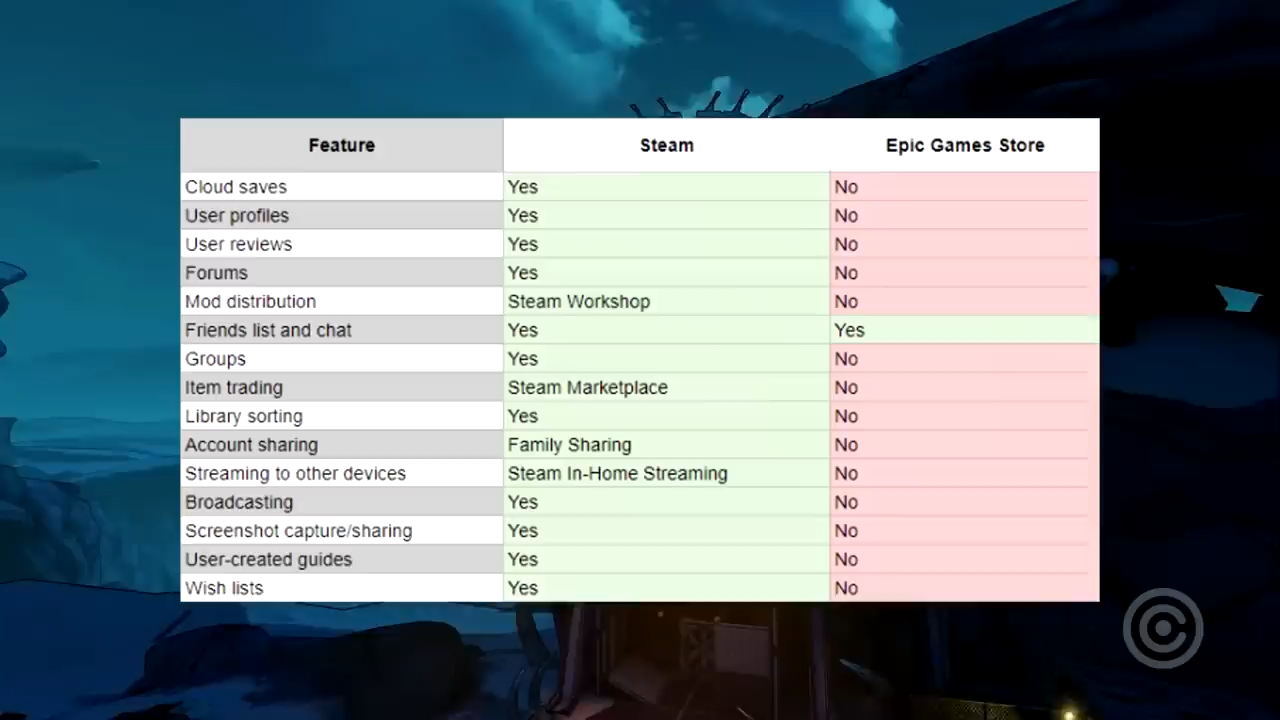 Feature Steam Epic Games Store
Cloud saves Yes No
User profiles Yes No
User reviews Yes No
Forums Yes No
Mod distribution Steam Workshop No
Friends list and chat Yes Yes
Groups Yes No
Item trading Steam Marketplace No
Library sorting Yes No
Account sharing Family Sharing No
Streaming to other devices Steam In-Home Streaming No
Broadcasting Yes No
Screenshot capture/sharing Yes No
User-created guides Yes No
Wish lists Yes No